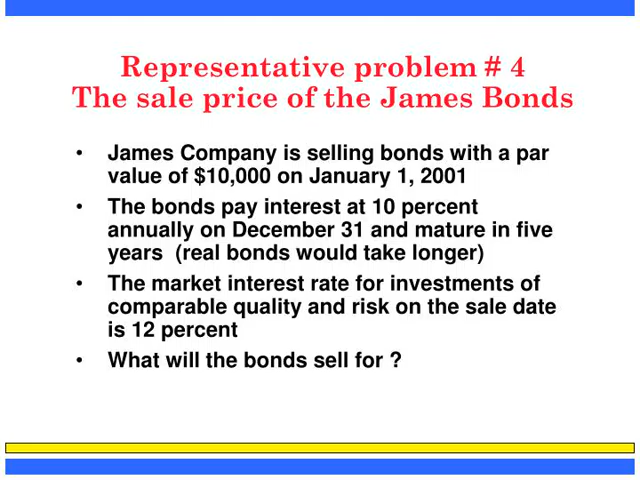 Representative problem # 4
The sale price of the James Bonds
• James Company is selling bonds with a par
value of $10,000 on January 1, 2001
• The bonds pay interest at 10 percent
annually on December 31 and mature in five
years (real bonds would take longer)
• The market interest rate for investments of
comparable quality and risk on the sale date
is 12 percent
• What will the bonds sell for ?